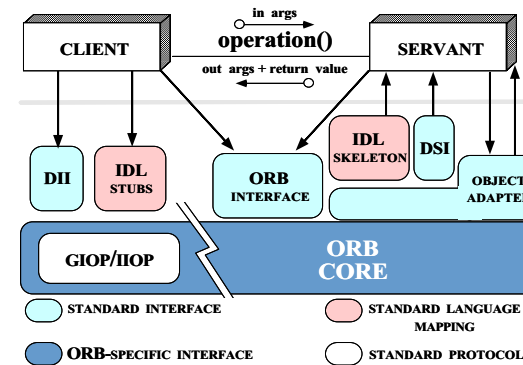 in args
CLIENT
operation()
SERVANT
out args + return value
DII
IDL
STUBS
ORB
INTERFACE
IDL
SKELETON
DSI
OBJECT
ADAPTE
GIOP/IIOP
ORB
CORE
STANDARD INTERFACE
STANDARD LANGUAGE
MAPPING
ORB-SPECIFIC INTERFACE
STANDARD PROTOCOL